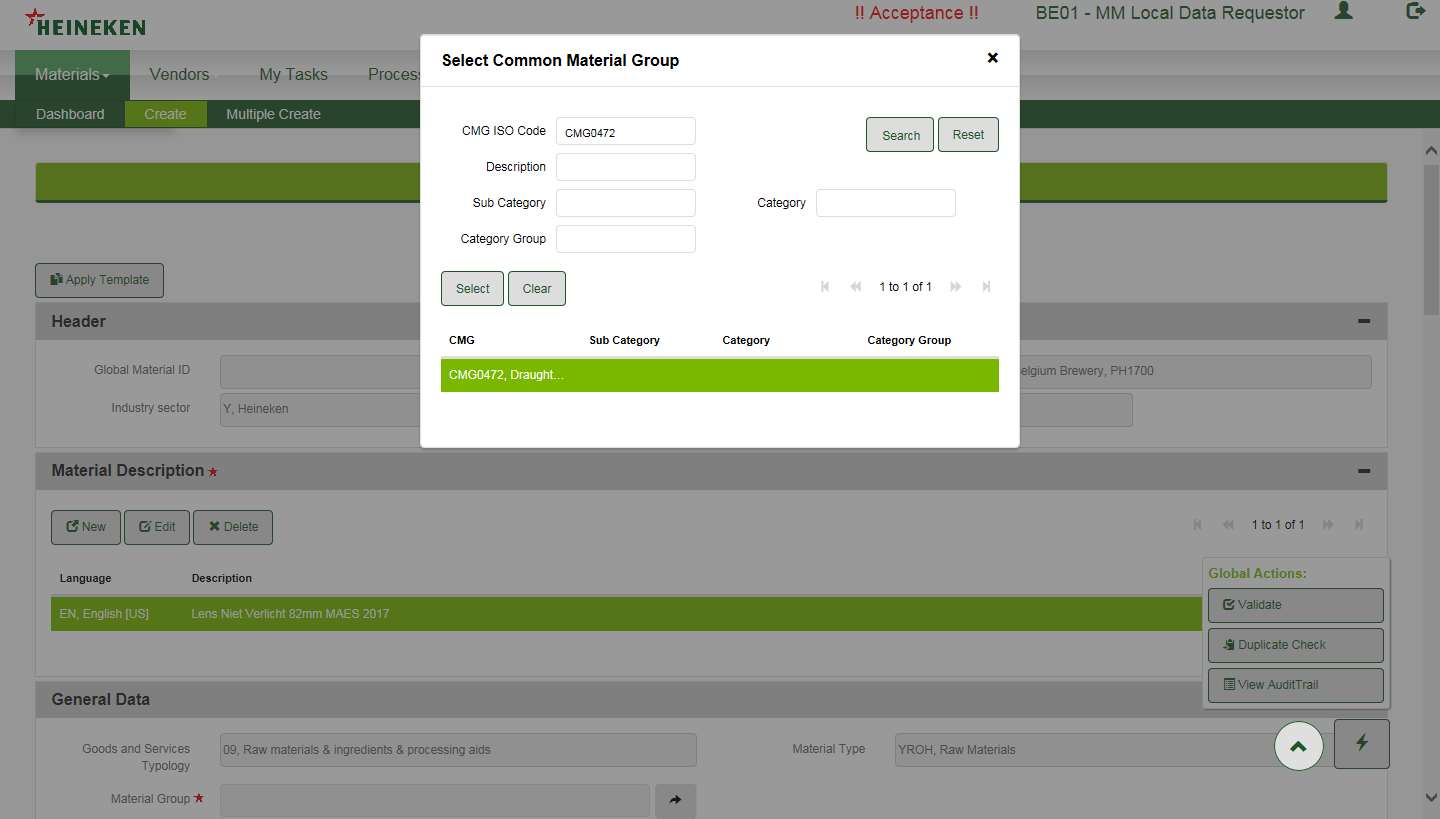 HEINEKEN
!! Acceptance !!
BE01 - MM Local Data Requestor
Materials
Vendors
My Tasks
Process
Dashboard
Create
Multiple Create
Select Common Material Group
CMG ISO Code
CMG0472
Search
Reset
Description
Sub Category
Category
Category Group
Select
Clear
1 to 1 of 1
CMG
Sub Category
Category
Category Group
CMG0472, Draught...
Apply Template
Header
Global Material ID
elgium Brewery, PH1700
Industry sector
Y, Heineken
Material Description
New
Edit
Delete
1 to 1 of 1
Language
Description
EN, English [US]
Lens Niet Verlicht 82mm MAES 2017
Global Actions:
Validate
Duplicate Check
View AuditTrail
General Data
Goods and Services
Typology
09, Raw materials & ingredients & processing aids
Material Type
YROH, Raw Materials
Material Group